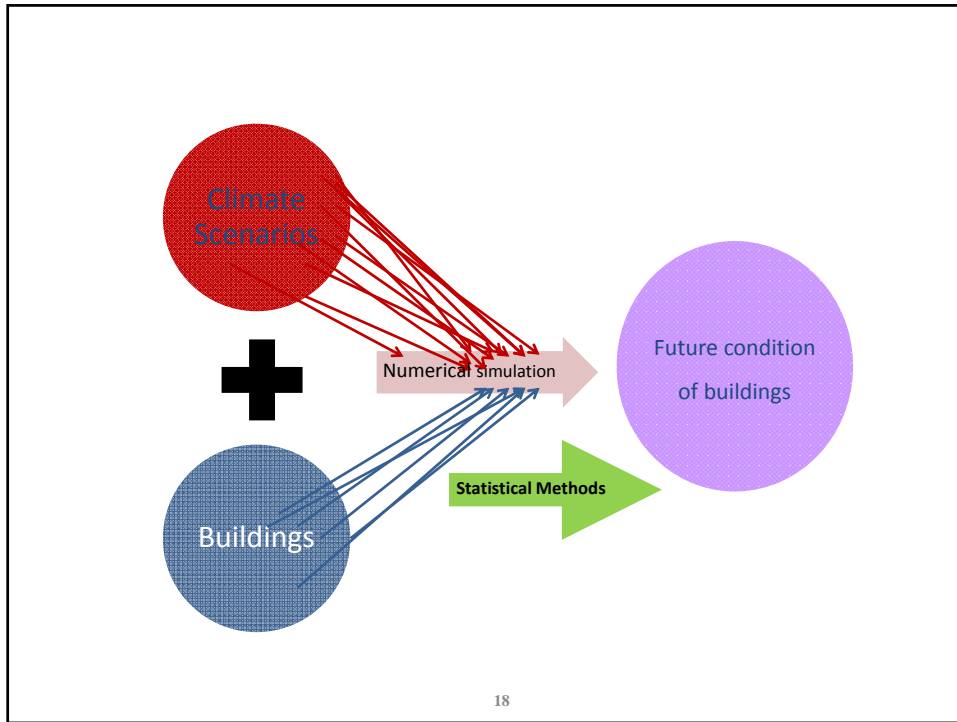 Climate
Scenarios
Numerical simulation
Future condition
of buildings
Statistical Methods
Buildings
18